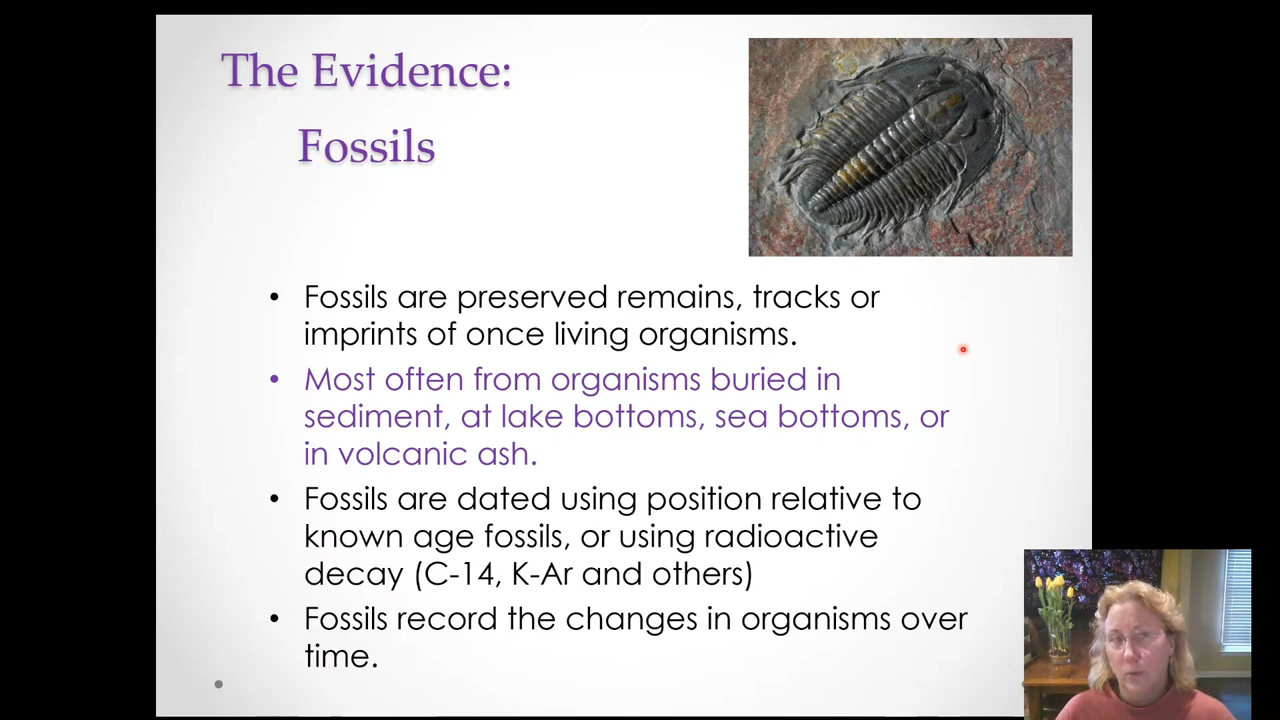 The Evidence:
Fossils
• Fossils are preserved remains, tracks or
imprints of once living organisms.
• Most often from organisms buried in
sediment, at lake bottoms, sea bottoms, or
in volcanic ash.
• Fossils are dated using position relative to
known age fossils, or using radioactive
decay (C-14, K-Ar and others)
• Fossils record the changes in organisms over
time.